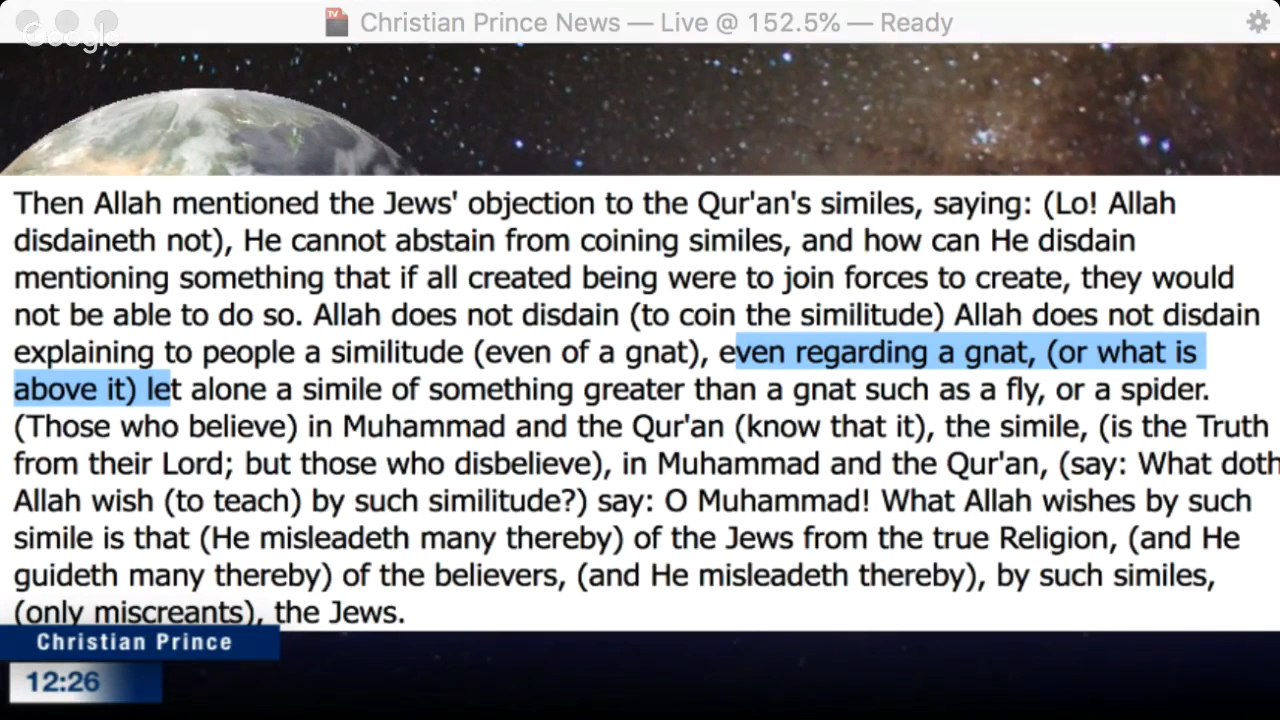 Christian Prince News — Live @ 152.5% — Ready
Google
Then Allah mentioned the Jews' objection to the Qur'an's similes, saying: (Lo! Allah
disdaineth not), He cannot abstain from coining similes, and how can He disdain
mentioning something that if all created being were to join forces to create, they would
not be able to do so. Allah does not disdain (to coin the similitude) Allah does not disdain
explaining to people a similitude (even of a gnat), even regarding a gnat, (or what is
above it) let alone a simile of something greater than a gnat such as a fly, or a spider.
(Those who believe) in Muhammad and the Qur'an (know that it), the simile, (is the Truth
from their Lord; but those who disbelieve), in Muhammad and the Qur'an, (say: What doth
Allah wish (to teach) by such similitude?) say: O Muhammad! What Allah wishes by such
simile is that (He misleadeth many thereby) of the Jews from the true Religion, (and He
guideth many thereby) of the believers, (and He misleadeth thereby), by such similes,
(only miscreants), the Jews.
Christian Prince
12:26